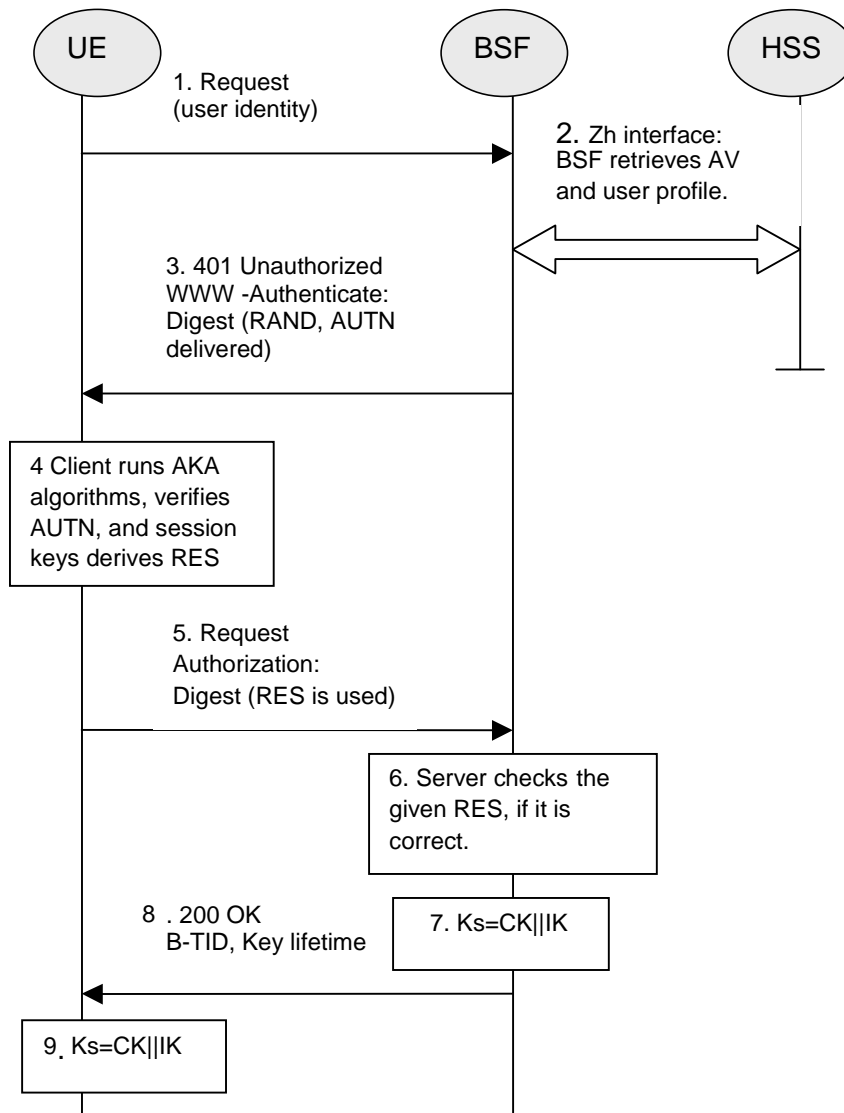 UE
BSF
HSS
1. Request
(user identity)
2. Zh interface:
BSF retrieves AV
and user profile.
3. 401 Unauthorized
WWW -Authenticate:
Digest (RAND, AUTN
delivered)
4 Client runs AKA
algorithms, verifies
AUTN, and session
keys derives RES
5. Request
Authorization:
Digest (RES is used)
6. Server checks the
given RES, if it is
correct.
7. Ks=CK||IK
8 . 200 OK
B-TID, Key lifetime
9. Ks=CK||IK